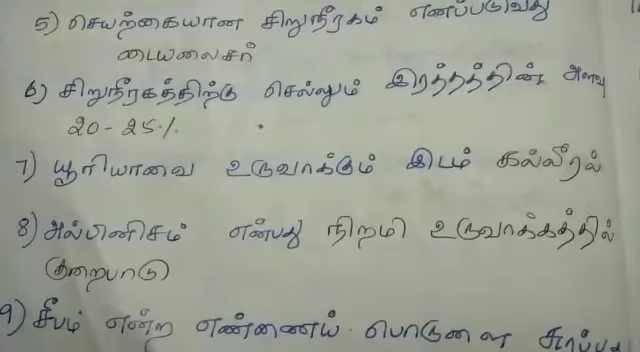 5) செயற்கையான சிறுநீரகம் எனப்படுவது
டையலைசர்
6) சிறுநீரகத்திற்கு செல்லும் இரத்தத்தின் அளவு
20-25%.
7) யூரியாவை உருவாக்கும் இடம் கல்லீரல்
8) அல்பினிசம் என்பது நிறமி உருவாக்கத்தில்
குறைபாடு
9) சீபம் என்ற எண்ணெய் பொருளை